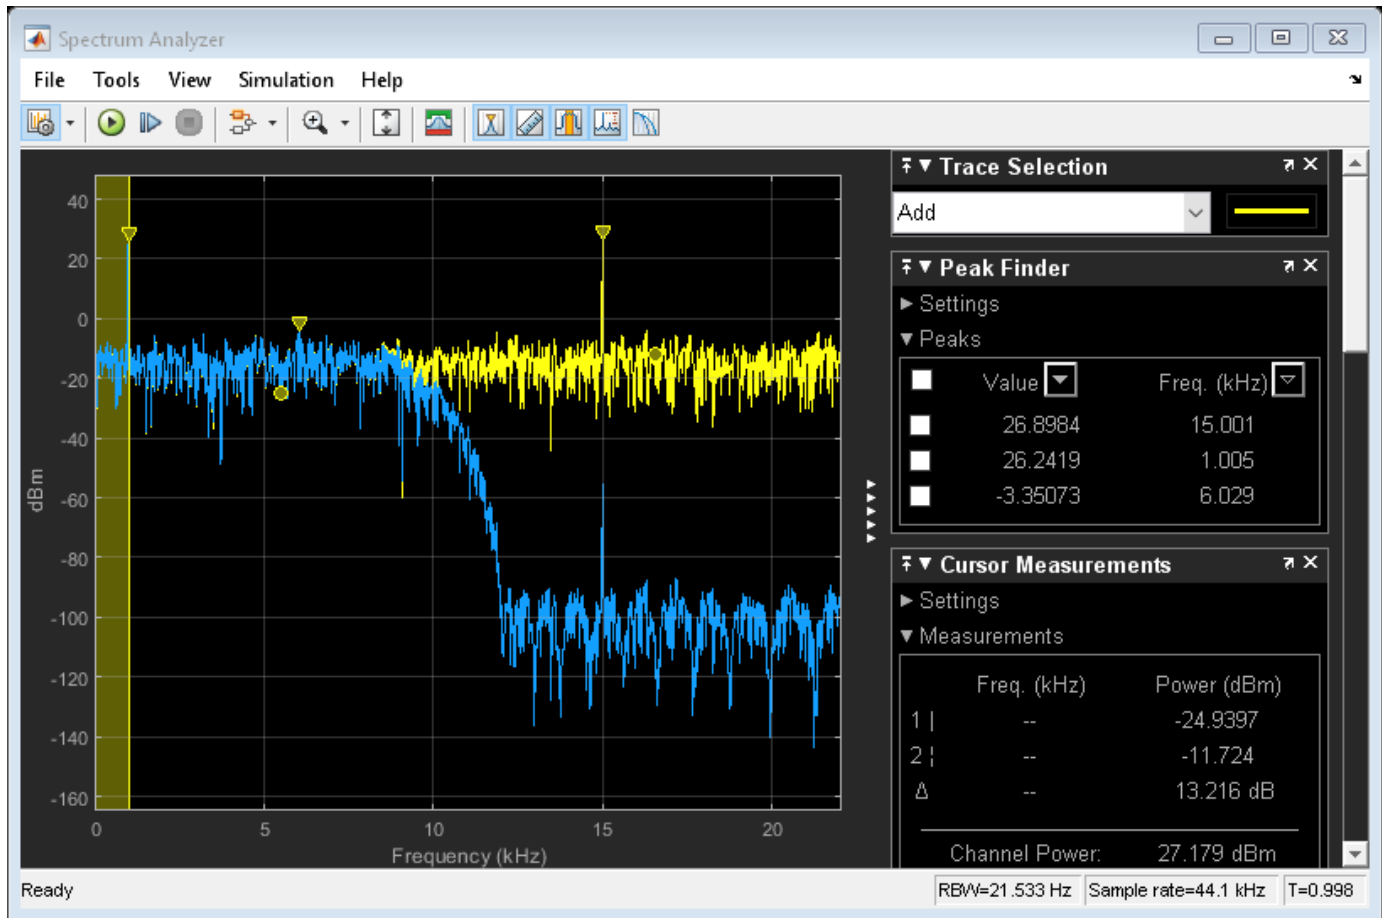 Spectrum Analyzer
File Tools View Simulation Help
Trace Selection
Add
Peak Finder
Settings
Peaks
Value Freq. (kHz)
26.8984 15.001
26.2419 1.005
-3.35073 6.029
Cursor Measurements
Settings
Measurements
Freq. (kHz) Power (dBm)
1 | -- -24.9397
2 ¦ -- -11.724
Δ -- 13.216 dB
Channel Power: 27.179 dBm
dBm
40
20
0
-20
-40
-60
-80
-100
-120
-140
-160
0 5 10 15 20
Frequency (kHz)
Ready RBW=21.533 Hz Sample rate=44.1 kHz T=0.998